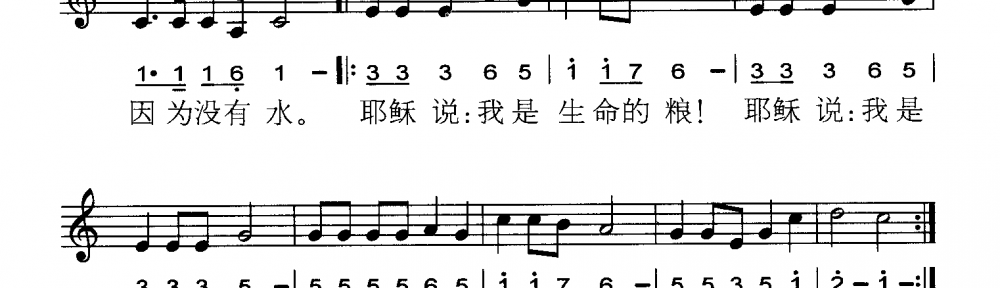 1· 1 1 6 1 – ‖: 3 3 3 6 5 | i i 7 6 – | 3 3 3 6 5 |
因为没有水。 耶稣 说:我是 生命的 粮! 耶稣 说:我是
3 3 3 5 – | 5 5 5 5 6 5 | i i 7 6 – | 5 5 3 5 i | 2 – i – :‖